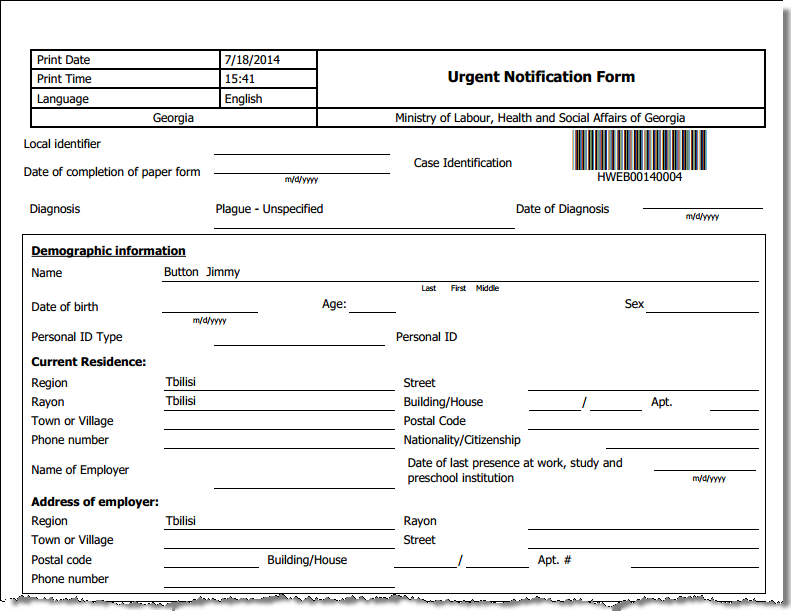 Print Date 7/18/2014
Print Time 15:41
Language English
Urgent Notification Form
Georgia Ministry of Labour, Health and Social Affairs of Georgia
Local identifier
Date of completion of paper form
m/d/yyyy
Case Identification
HWEB00140004
Diagnosis Plague - Unspecified Date of Diagnosis
m/d/yyyy
Demographic information
Name Button Jimmy
Last First Middle
Date of birth Age: Sex
m/d/yyyy
Personal ID Type Personal ID
Current Residence:
Region Tbilisi Street
Rayon Tbilisi Building/House / Apt.
Town or Village Postal Code
Phone number Nationality/Citizenship
Name of Employer
Date of last presence at work, study and
preschool institution
m/d/yyyy
Address of employer:
Region Tbilisi Rayon
Town or Village Street
Postal code Building/House / Apt. #
Phone number